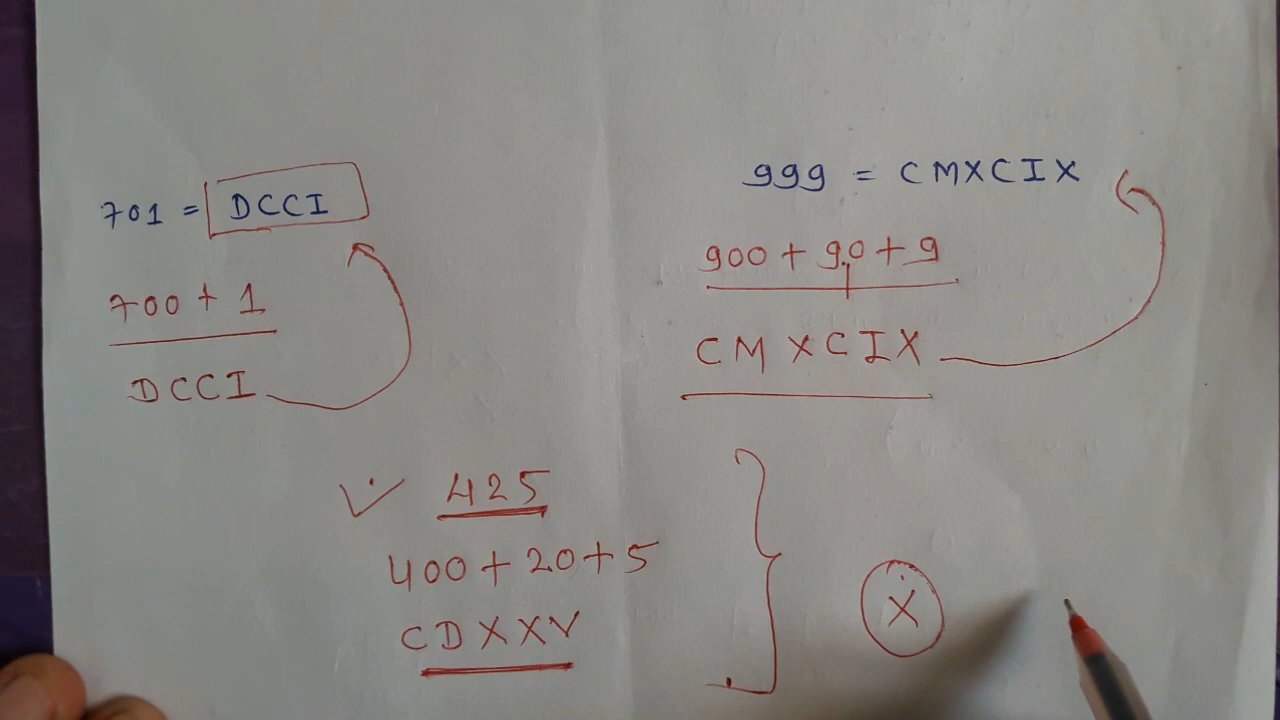 701 = DCCI
700 + 1
DCCI
999 = CMXCIX
900 + 90 + 9
CMXCIX
425
400 + 20 + 5
CDXXV
X